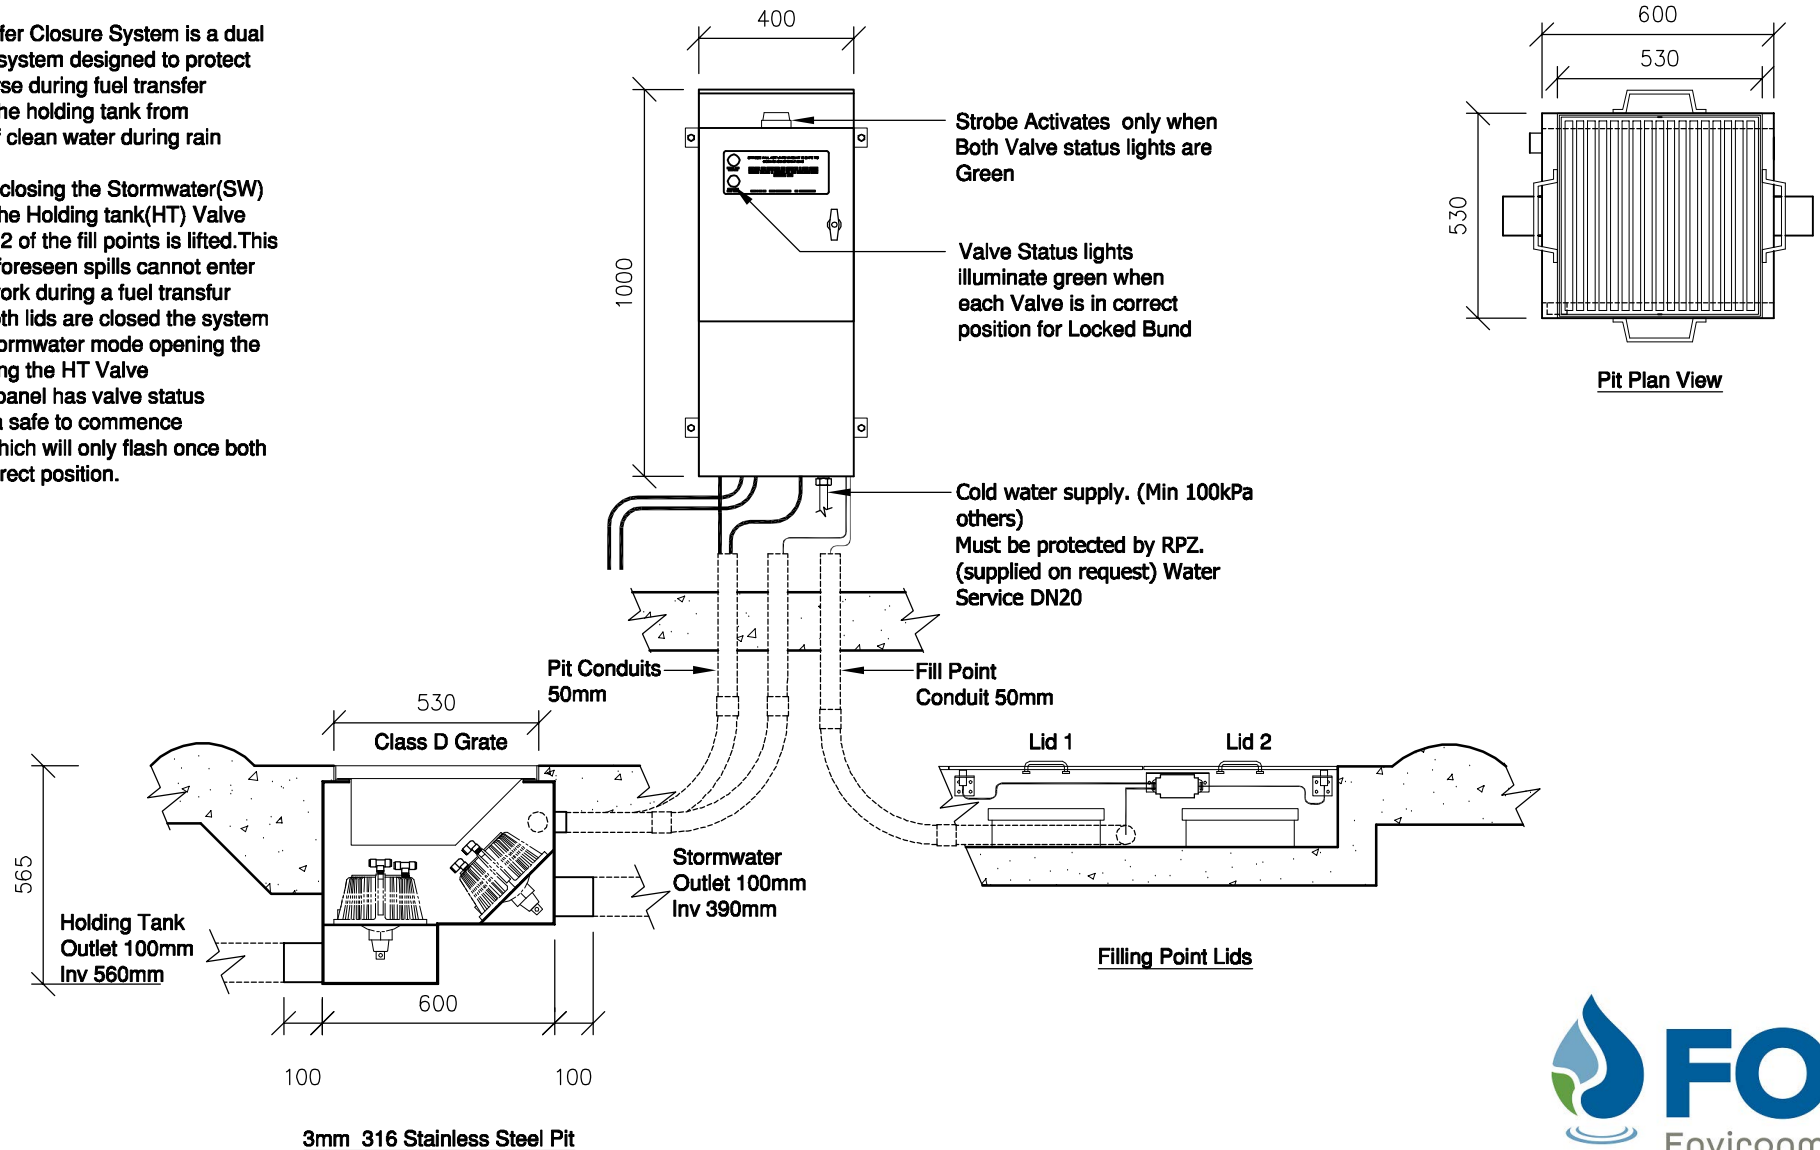 fer Closure System is a dual
system designed to protect
rse during fuel transfer
he holding tank from
f clean water during rain
closing the Stormwater(SW)
he Holding tank(HT) Valve
2 of the fill points is lifted.This
foreseen spills cannot enter
vork during a fuel transfur
oth lids are closed the system
tormwater mode opening the
ing the HT Valve
panel has valve status
a safe to commence
which will only flash once both
rrect position.
400
1000
Strobe Activates only when
Both Valve status lights are
Green
Valve Status lights
illuminate green when
each Valve is in correct
position for Locked Bund
Cold water supply. (Min 100kPa
others)
Must be protected by RPZ.
(supplied on request) Water
Service DN20
600
530
530
Pit Plan View
Pit Conduits
50mm
Fill Point
Conduit 50mm
530
Class D Grate
565
Holding Tank
Outlet 100mm
Inv 560mm
Stormwater
Outlet 100mm
Inv 390mm
600
100
100
3mm 316 Stainless Steel Pit
Lid 1
Lid 2
Filling Point Lids
FO
Environm